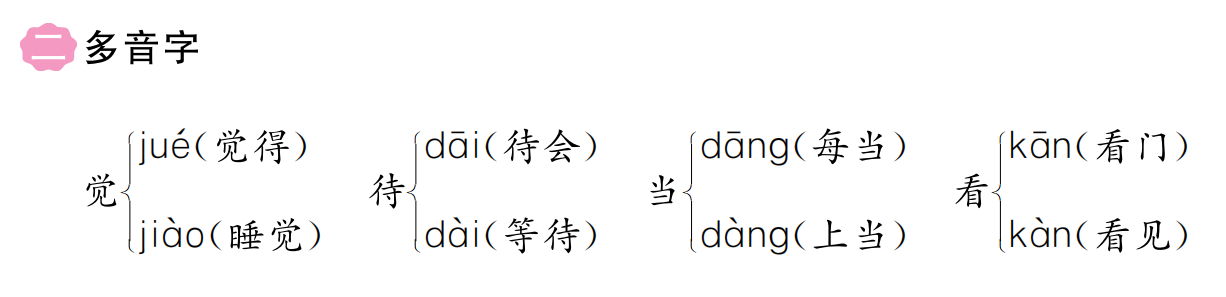 二 多音字
觉 jué(觉得) 待 dāi(待会) 当 dāng(每当) 看 kān(看门)
jiào(睡觉) dài(等待) dàng(上当) kàn(看见)